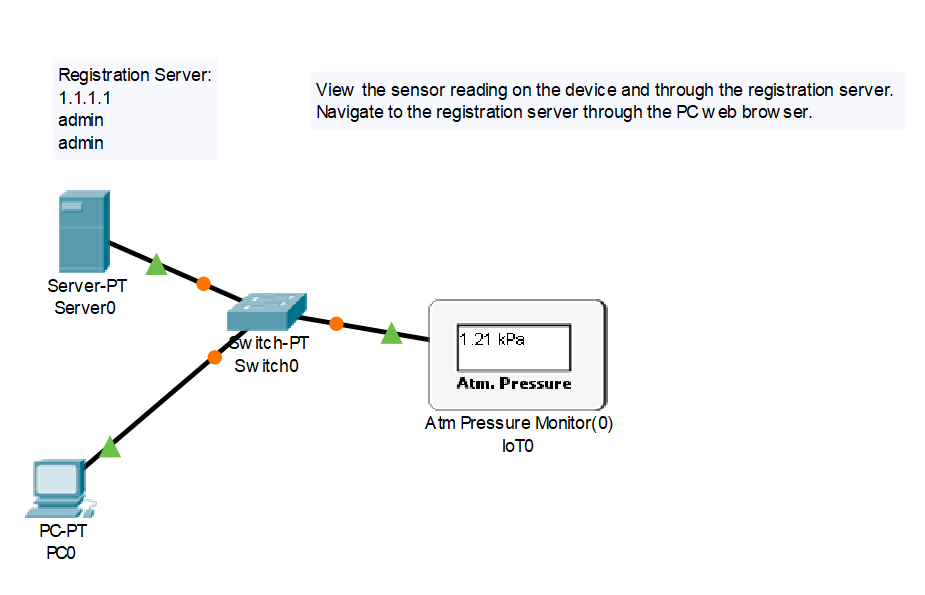 Registration Server:
1.1.1.1
admin
admin
View the sensor reading on the device and through the registration server.
Navigate to the registration server through the PC web browser.
Server-PT
Server0
Switch-PT
Switch0
1.21 kPa
Atm. Pressure
Atm Pressure Monitor(0)
IoT0
PC-PT
PC0